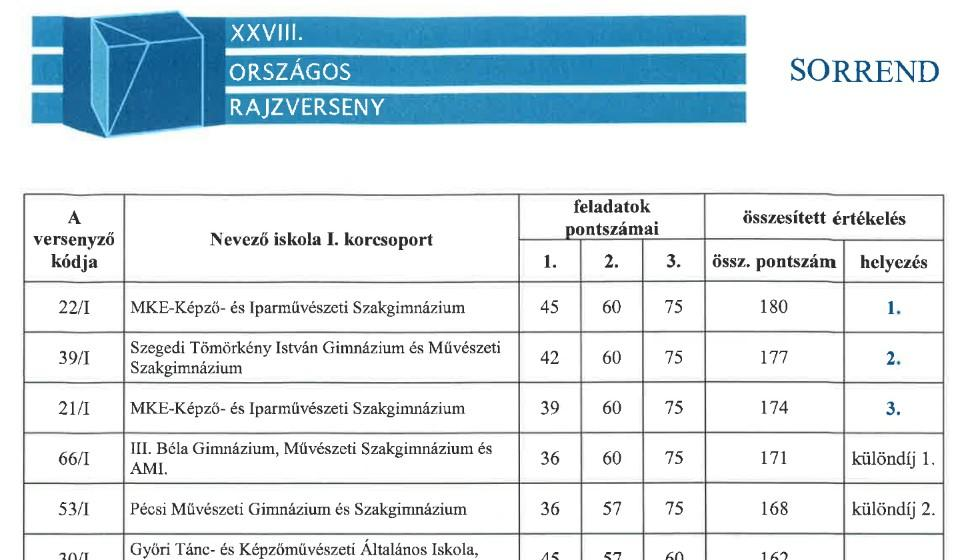 XXVIII.
ORSZÁGOS
RAJZVERSENY
SORREND
A versenyző kódja | Nevező iskola I. korcsoport | feladatok pontszámai | összesített értékelés
1. | 2. | 3. | össz. pontszám | helyezés
22/I | MKE-Képző- és Iparművészeti Szakgimnázium | 45 | 60 | 75 | 180 | 1.
39/I | Szegedi Tömörkény István Gimnázium és Művészeti Szakgimnázium | 42 | 60 | 75 | 177 | 2.
21/I | MKE-Képző- és Iparművészeti Szakgimnázium | 39 | 60 | 75 | 174 | 3.
66/I | III. Béla Gimnázium, Művészeti Szakgimnázium és AMI. | 36 | 60 | 75 | 171 | különdíj 1.
53/I | Pécsi Művészeti Gimnázium és Szakgimnázium | 36 | 57 | 75 | 168 | különdíj 2.
30/I | Győri Tánc- és Képzőművészeti Általános Iskola, | 45 | 57 | 60 | 162